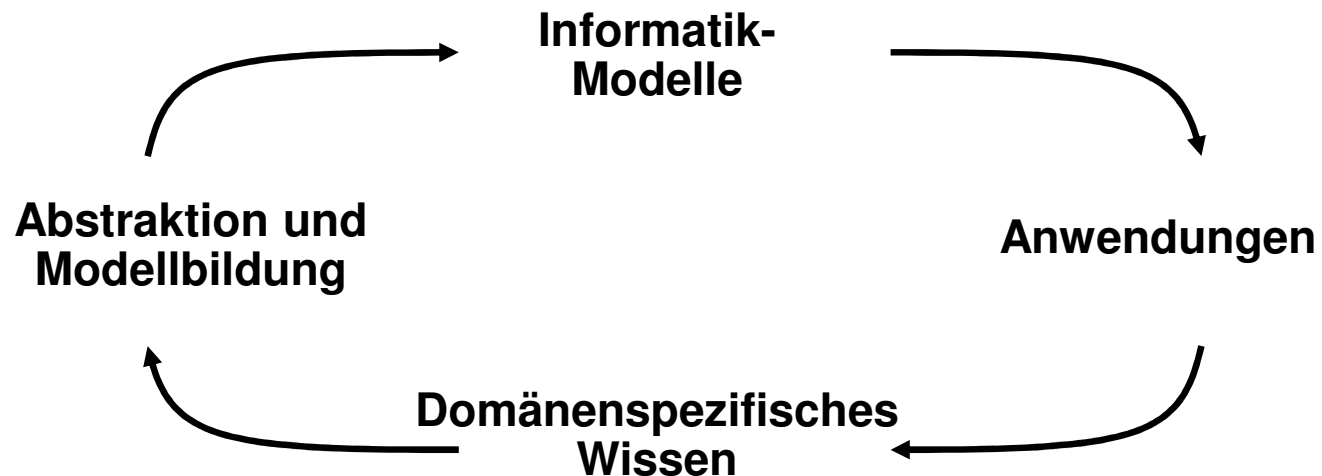 Informatik-
Modelle
Abstraktion und
Modellbildung
Anwendungen
Domänenspezifisches
Wissen